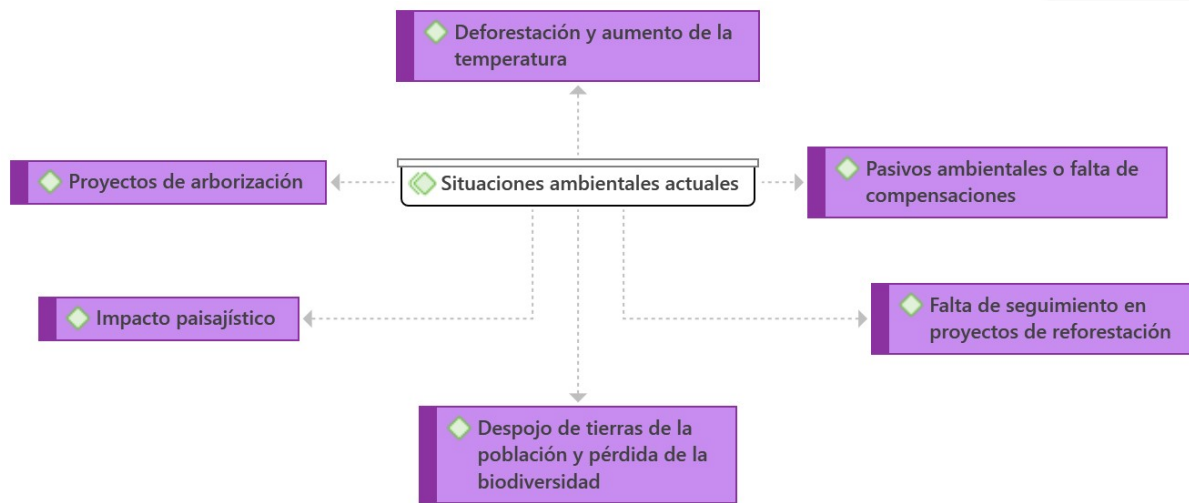 Deforestación y aumento de la
temperatura
Proyectos de arborización
Situaciones ambientales actuales
Pasivos ambientales o falta de
compensaciones
Impacto paisajístico
Falta de seguimiento en
proyectos de reforestación
Despojo de tierras de la
población y pérdida de la
biodiversidad